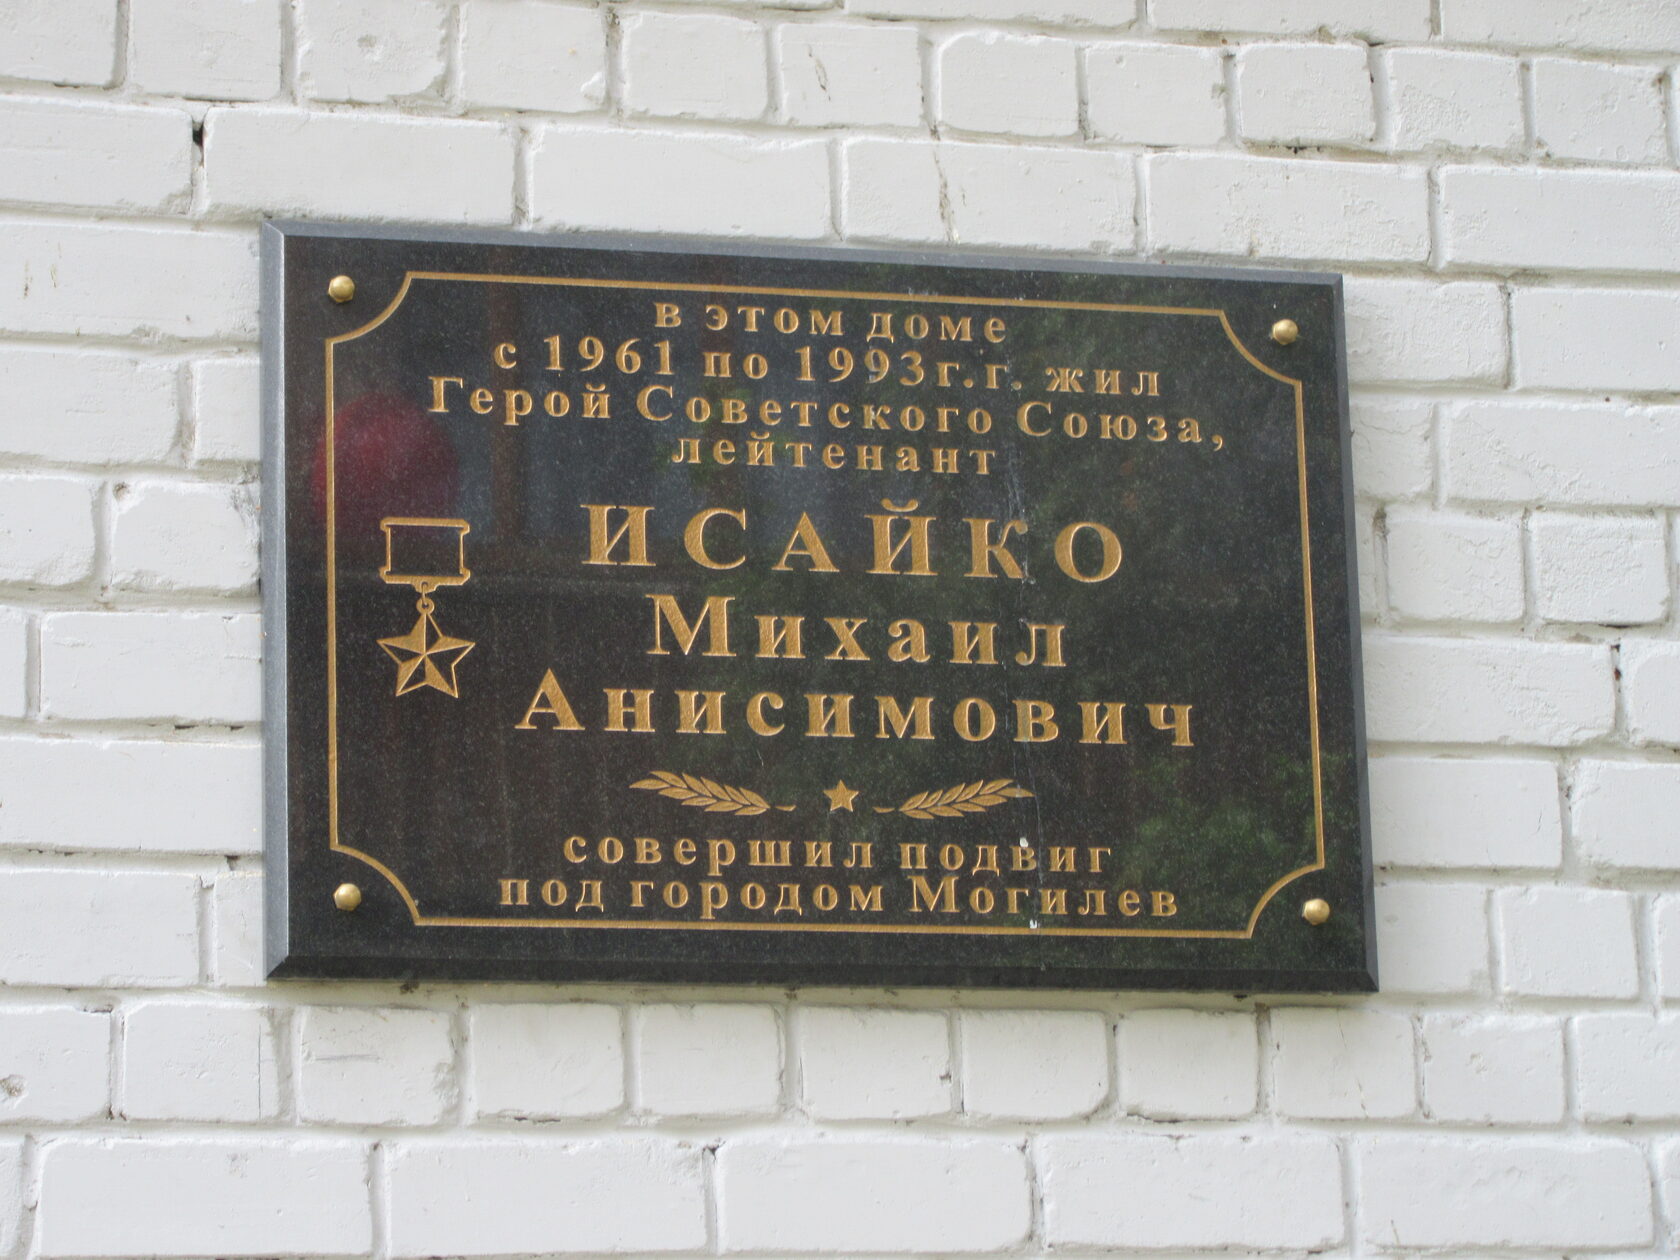 в этом доме
с 1961 по 1993г.г. жил
Герой Советского Союза,
лейтенант
ИСАЙКО
Михаил
Анисимович
совершил подвиг
под городом Могилев